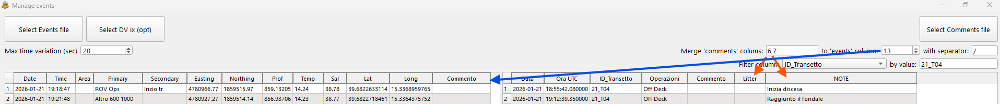 Manage events
Select Events file Select DV ix (opt) Select Comments file
Max time variation (sec) 20 Merge 'comments' colums: 6,7 to 'events' column: 13 with separator: /
Filter column: ID_Transetto by value: 21_T04
Date Time Area Primary Secondary Easting Northing Prof Temp Sal Lat Long Commento Data Ora UTC ID_Transetto Operazioni Commento Litter NOTE
1 2026-01-21 19:18:47 ROV Ops Inzio tr 4780966.77 1859515.97 859.13205 14.24 38.78 39.6822633114 15.3368959765 1 2026-01-21 18:55:42.080000 21_T04 Off Deck Inizia discesa
2 2026-01-21 19:21:48 Altro 600 1000 4780927.27 1859514.14 856.93706 14.23 38.77 39.6822718461 15.3364375752 2 2026-01-21 19:12:39.350000 21_T04 Off Deck Raggiunto il fondale